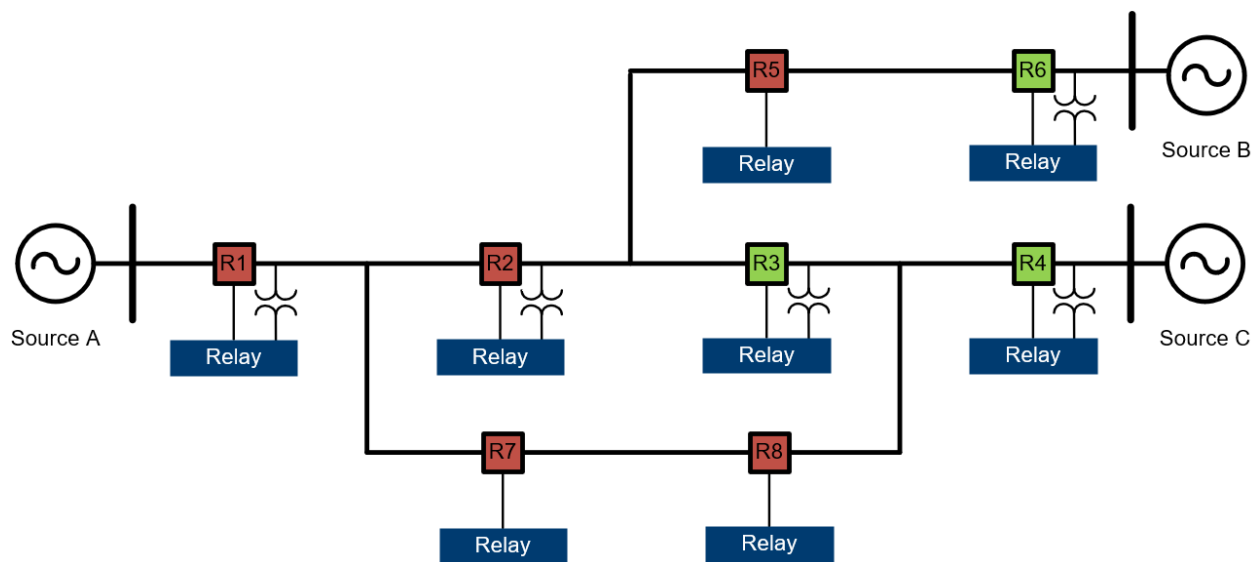 R5
R6
Relay
Relay
Source B
R1
R2
R3
R4
Source A
Relay
Relay
Relay
Relay
Source C
R7
R8
Relay
Relay